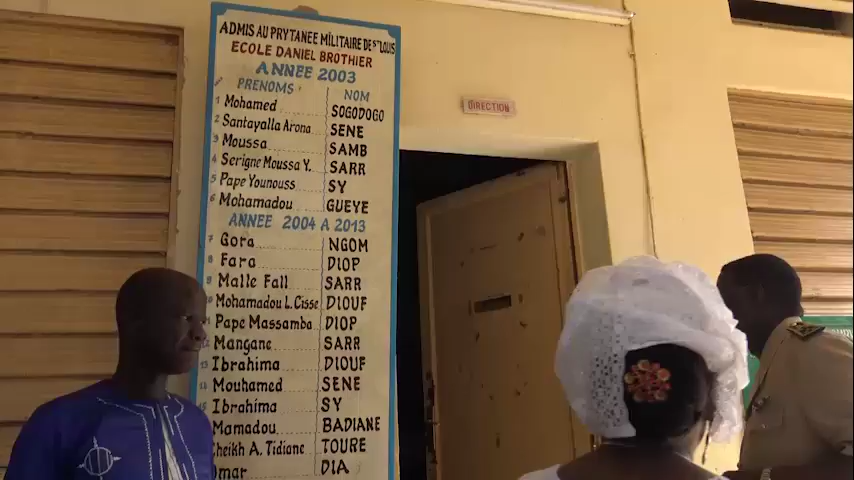 ADMIS AU PRYTANEE MILITAIRE DE ST LOUIS
ECOLE DANIEL BROTHIER
ANNEE 2003
PRENOMS NOM
1 Mohamed SOGODOGO
2 Santayalla Arona SENE
3 Moussa SAMB
4 Serigne Moussa Y. SARR
5 Pape Younouss SY
6 Mohamadou GUEYE
ANNEE 2004 A 2013
7 Gora NGOM
8 Fara DIOP
9 Malle Fall SARR
10 Mohamadou L. Cisse DIOUF
11 Pape Massamba DIOP
12 Mangane SARR
13 Ibrahima DIOUF
14 Mouhamed SENE
15 Ibrahima SY
Mamadou BADIANE
Cheikh A. Tidiane TOURE
Omar DIA
DIRECTION